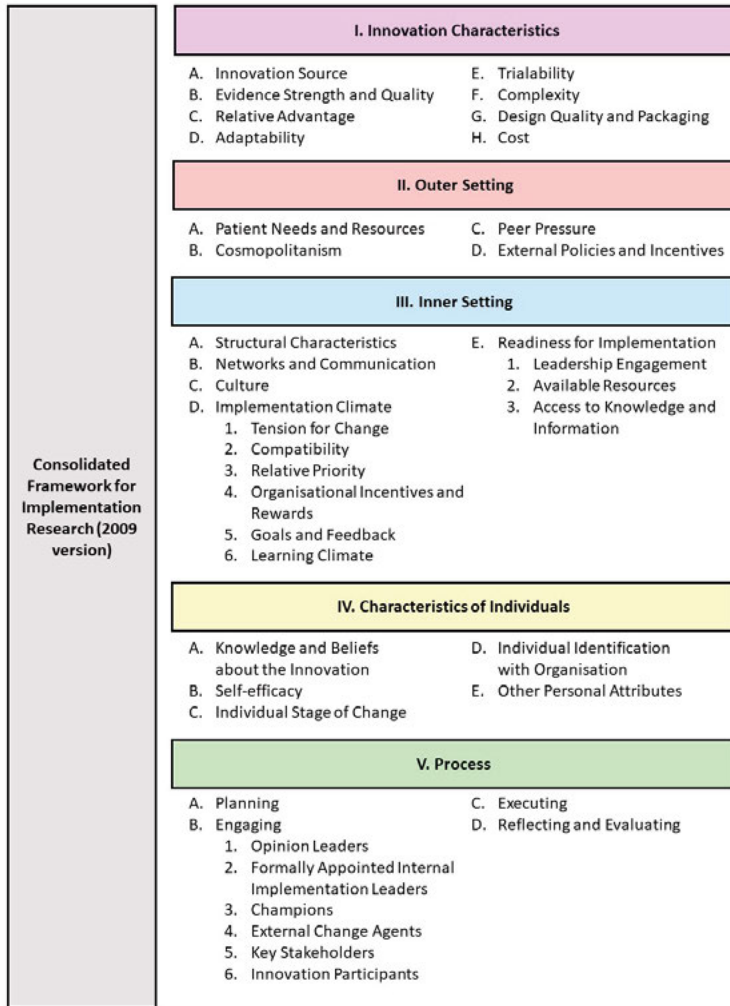 Consolidated
Framework for
Implementation
Research (2009
version)
I. Innovation Characteristics
A. Innovation Source
B. Evidence Strength and Quality
C. Relative Advantage
D. Adaptability
E. Trialability
F. Complexity
G. Design Quality and Packaging
H. Cost
II. Outer Setting
A. Patient Needs and Resources
B. Cosmopolitanism
C. Peer Pressure
D. External Policies and Incentives
III. Inner Setting
A. Structural Characteristics
B. Networks and Communication
C. Culture
D. Implementation Climate
1. Tension for Change
2. Compatibility
3. Relative Priority
4. Organisational Incentives and
Rewards
5. Goals and Feedback
6. Learning Climate
E. Readiness for Implementation
1. Leadership Engagement
2. Available Resources
3. Access to Knowledge and
Information
IV. Characteristics of Individuals
A. Knowledge and Beliefs
about the Innovation
B. Self-efficacy
C. Individual Stage of Change
D. Individual Identification
with Organisation
E. Other Personal Attributes
V. Process
A. Planning
B. Engaging
1. Opinion Leaders
2. Formally Appointed Internal
Implementation Leaders
3. Champions
4. External Change Agents
5. Key Stakeholders
6. Innovation Participants
C. Executing
D. Reflecting and Evaluating